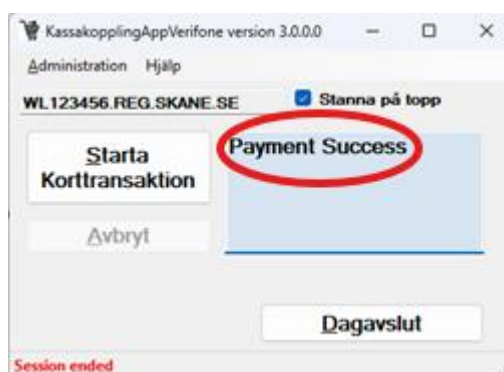 KassakopplingAppVerifone version 3.0.0.0
Administration Hjälp
WL123456.REG.SKANE.SE Stanna på topp
Starta
Korttransaktion
Payment Success
Avbryt
Dagavslut
Session ended